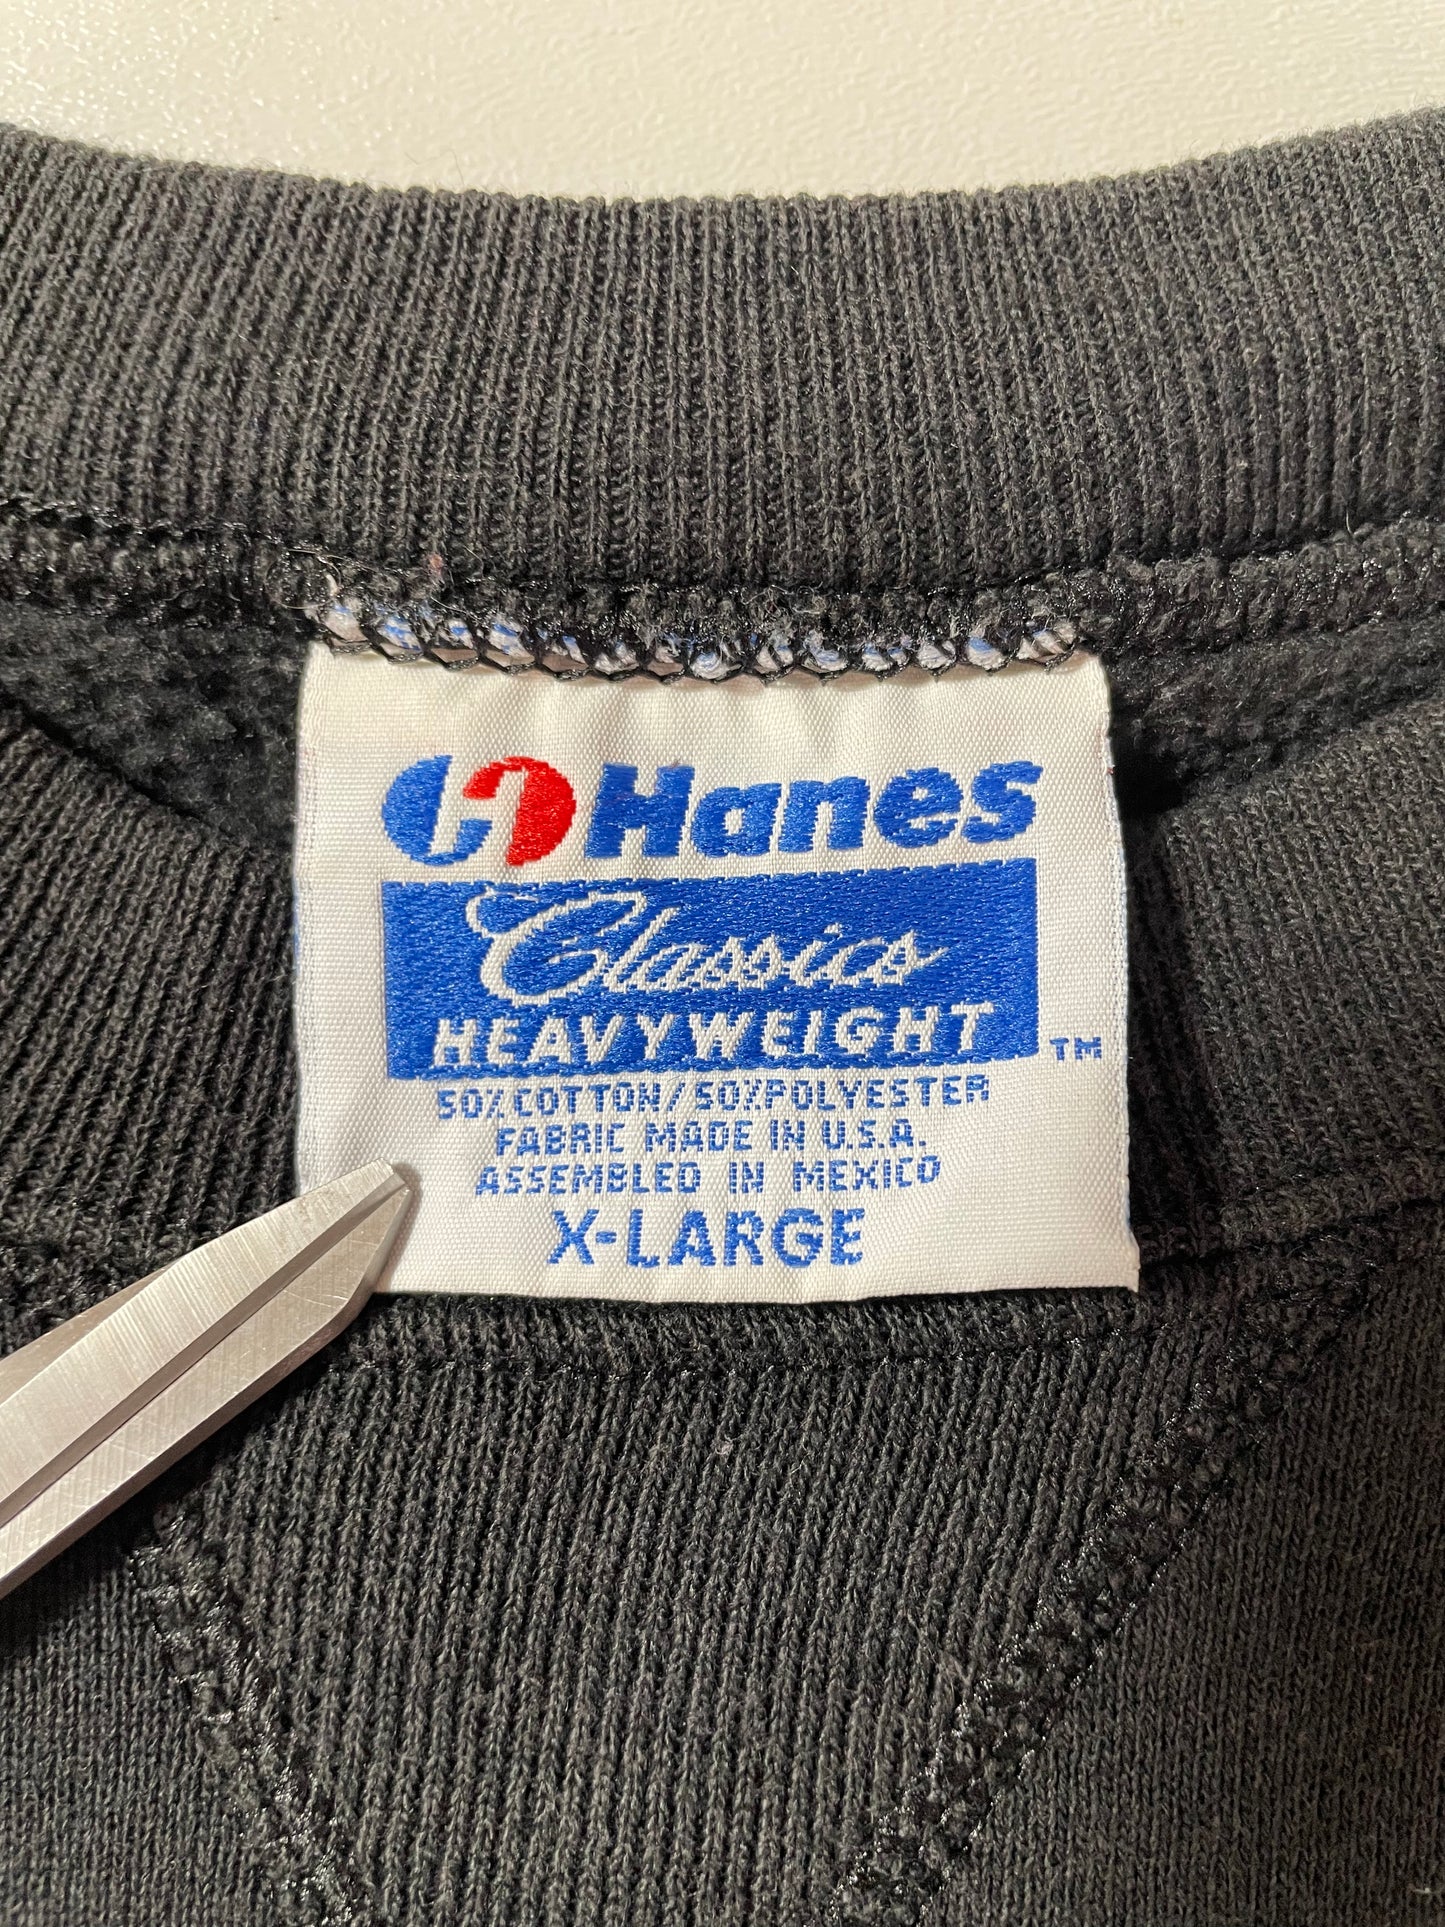 Hanes
Classics
HEAVYWEIGHT ™
50% COTTON/50% POLYESTER
FABRIC MADE IN U.S.A.
ASSEMBLED IN MEXICO
X-LARGE